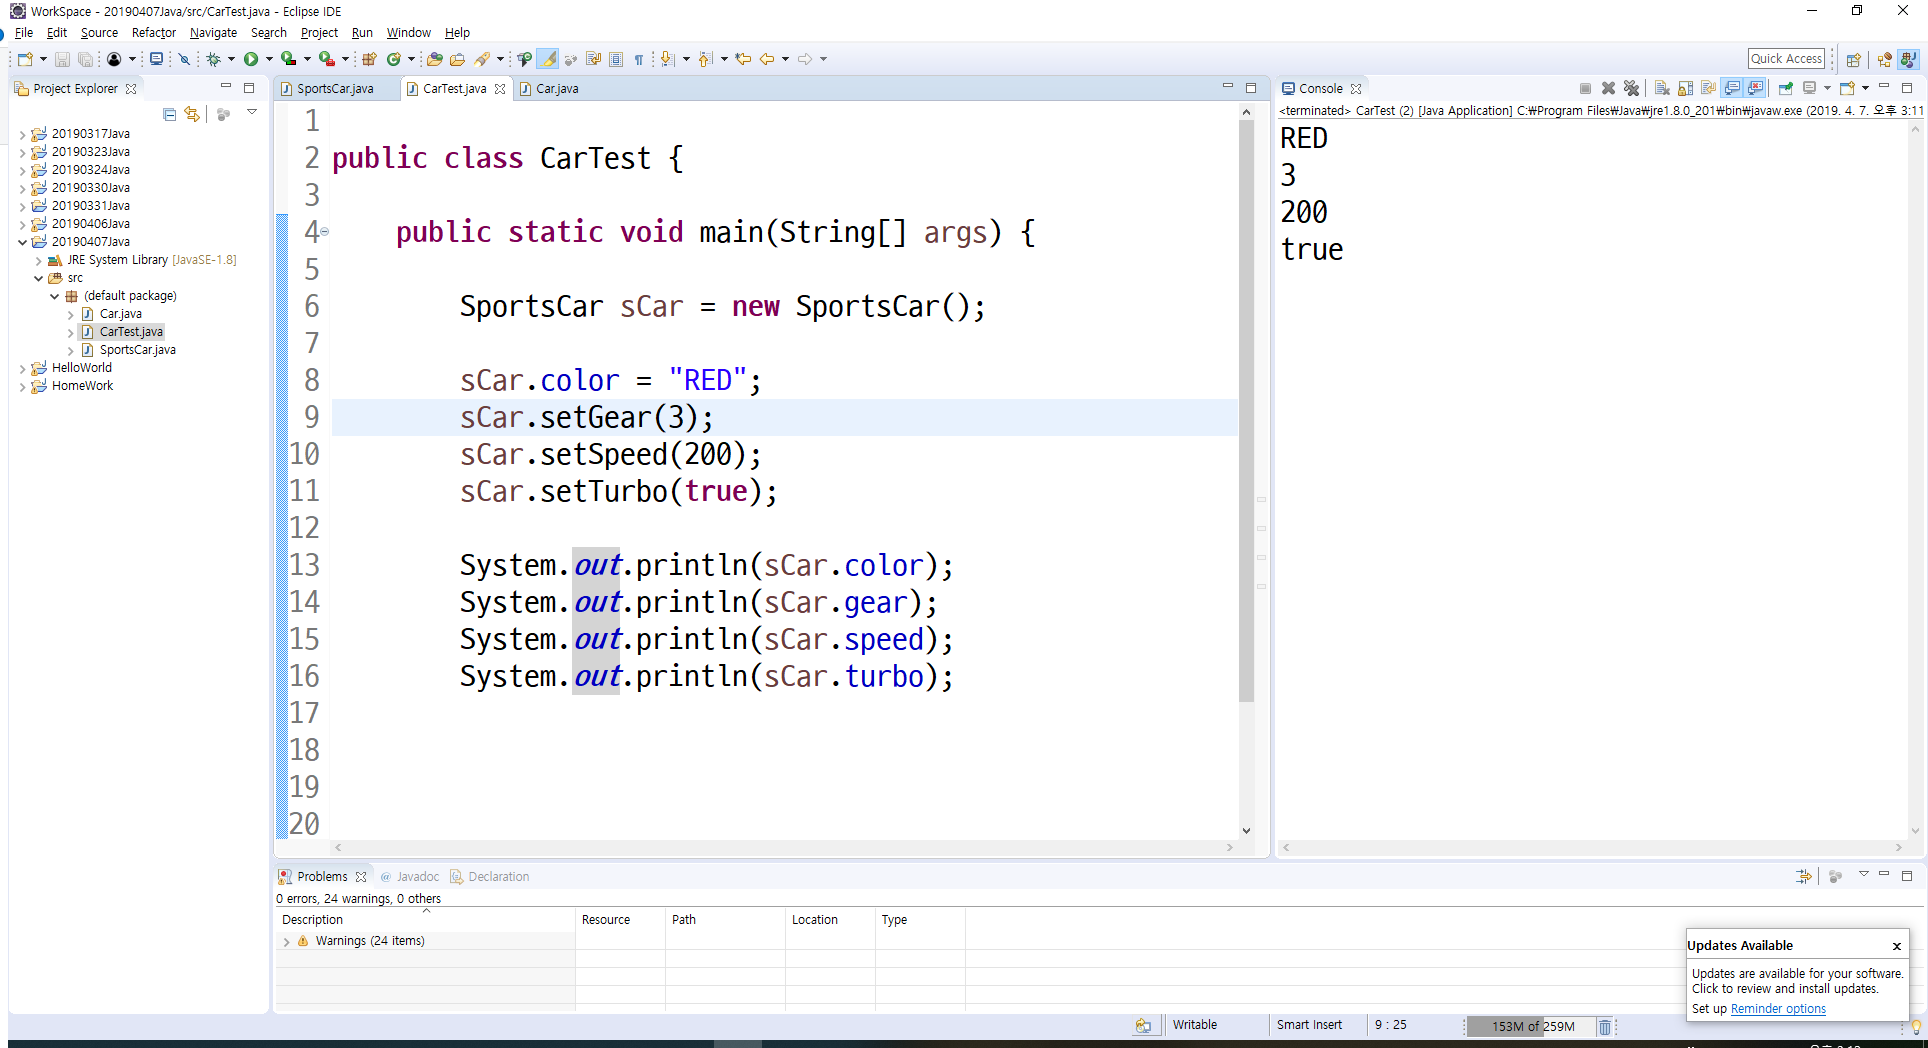 WorkSpace - 20190407Java/src/CarTest.java - Eclipse IDE
File Edit Source Refactor Navigate Search Project Run Window Help
Quick Access
Project Explorer
20190317Java
20190323Java
20190324Java
20190330Java
20190331Java
20190406Java
20190407Java
JRE System Library [JavaSE-1.8]
src
(default package)
Car.java
CarTest.java
SportsCar.java
HelloWorld
HomeWork
SportsCar.java CarTest.java Car.java
1
2 public class CarTest {
3
4 public static void main(String[] args) {
5
6 SportsCar sCar = new SportsCar();
7
8 sCar.color = "RED";
9 sCar.setGear(3);
10 sCar.setSpeed(200);
11 sCar.setTurbo(true);
12
13 System.out.println(sCar.color);
14 System.out.println(sCar.gear);
15 System.out.println(sCar.speed);
16 System.out.println(sCar.turbo);
17
18
19
20
Console
<terminated> CarTest (2) [Java Application] C:₩Program Files₩Java₩jre1.8.0_201₩bin₩javaw.exe (2019. 4. 7. 오후 3:11
RED
3
200
true
Problems @ Javadoc Declaration
0 errors, 24 warnings, 0 others
Description Resource Path Location Type
Warnings (24 items)
Updates Available x
Updates are available for your software.
Click to review and install updates.
Set up Reminder options
Writable Smart Insert 9 : 25 153M of 259M